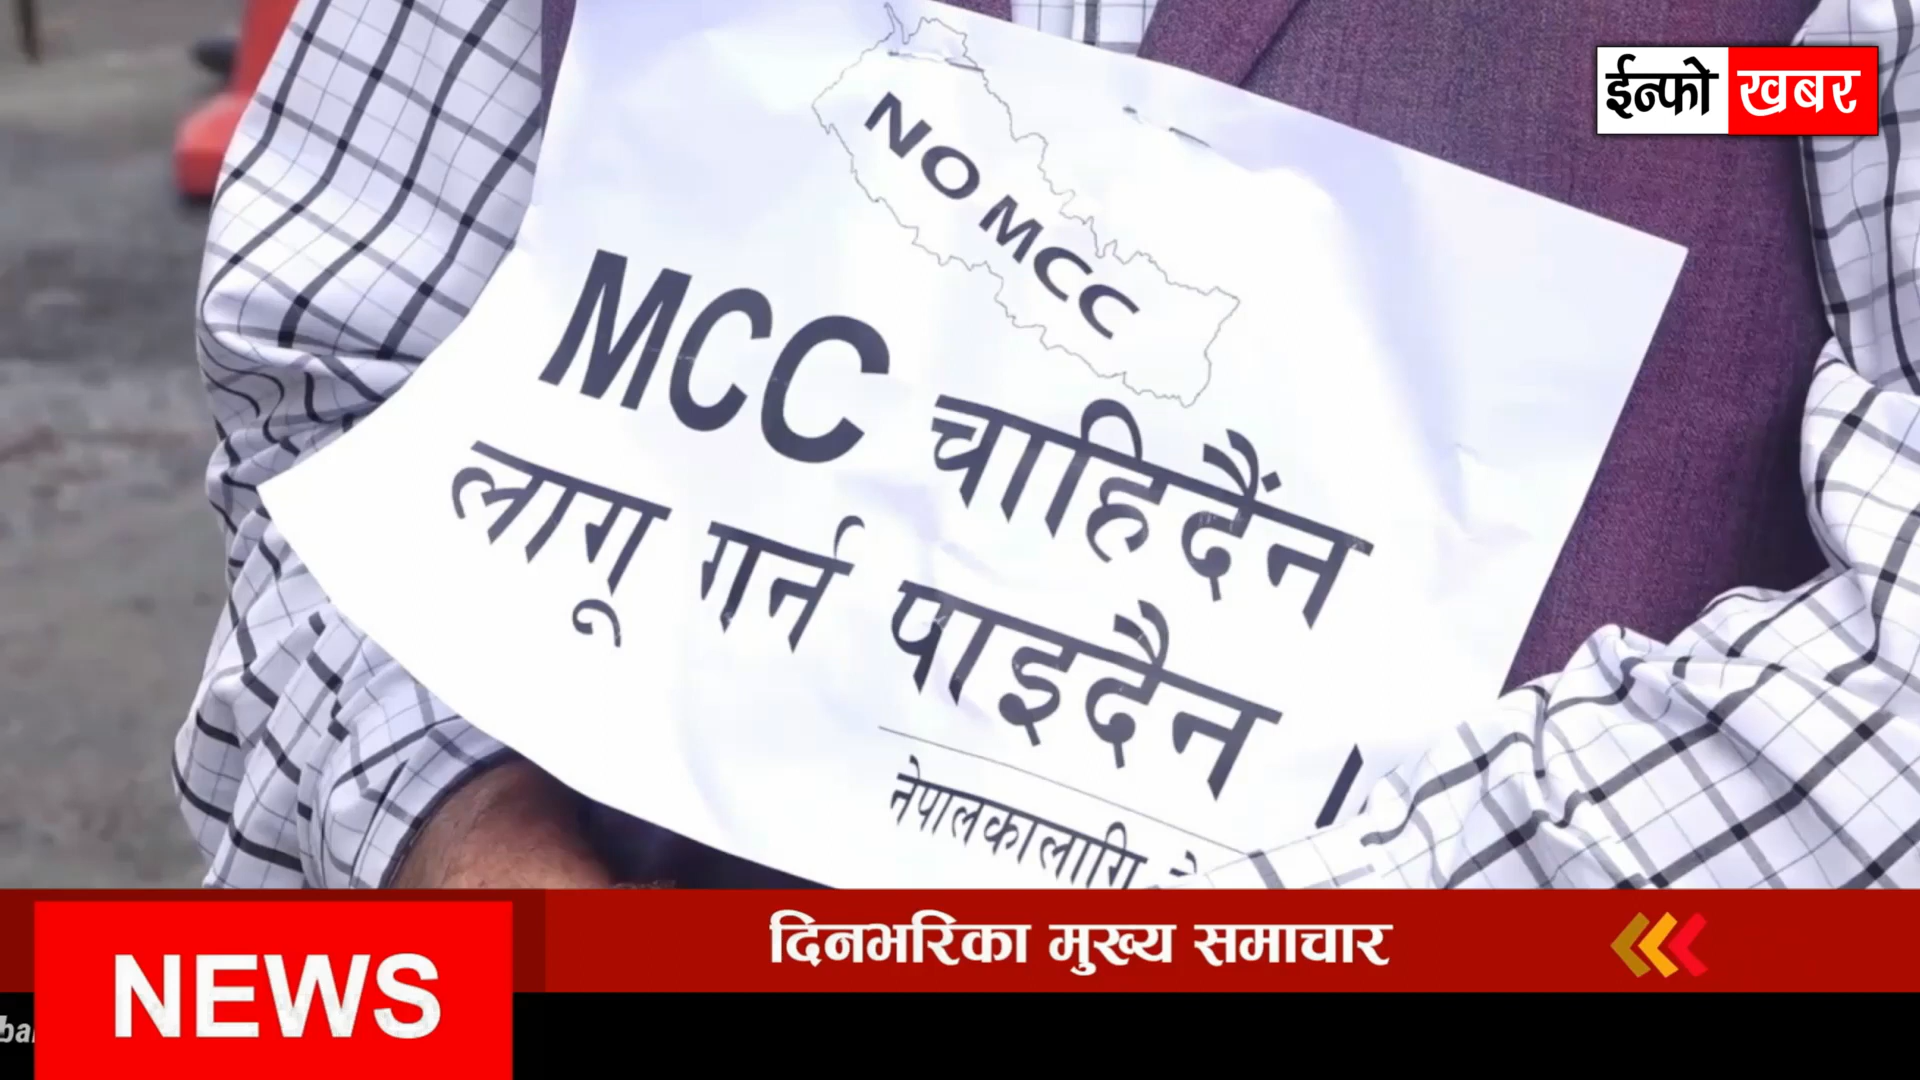 ईन्फो खबर
NO MCC
MCC चाहिदैंन
लागू गर्न पाइदैन ।
नेपालकालागि
NEWS
दिनभरिका मुख्य समाचार